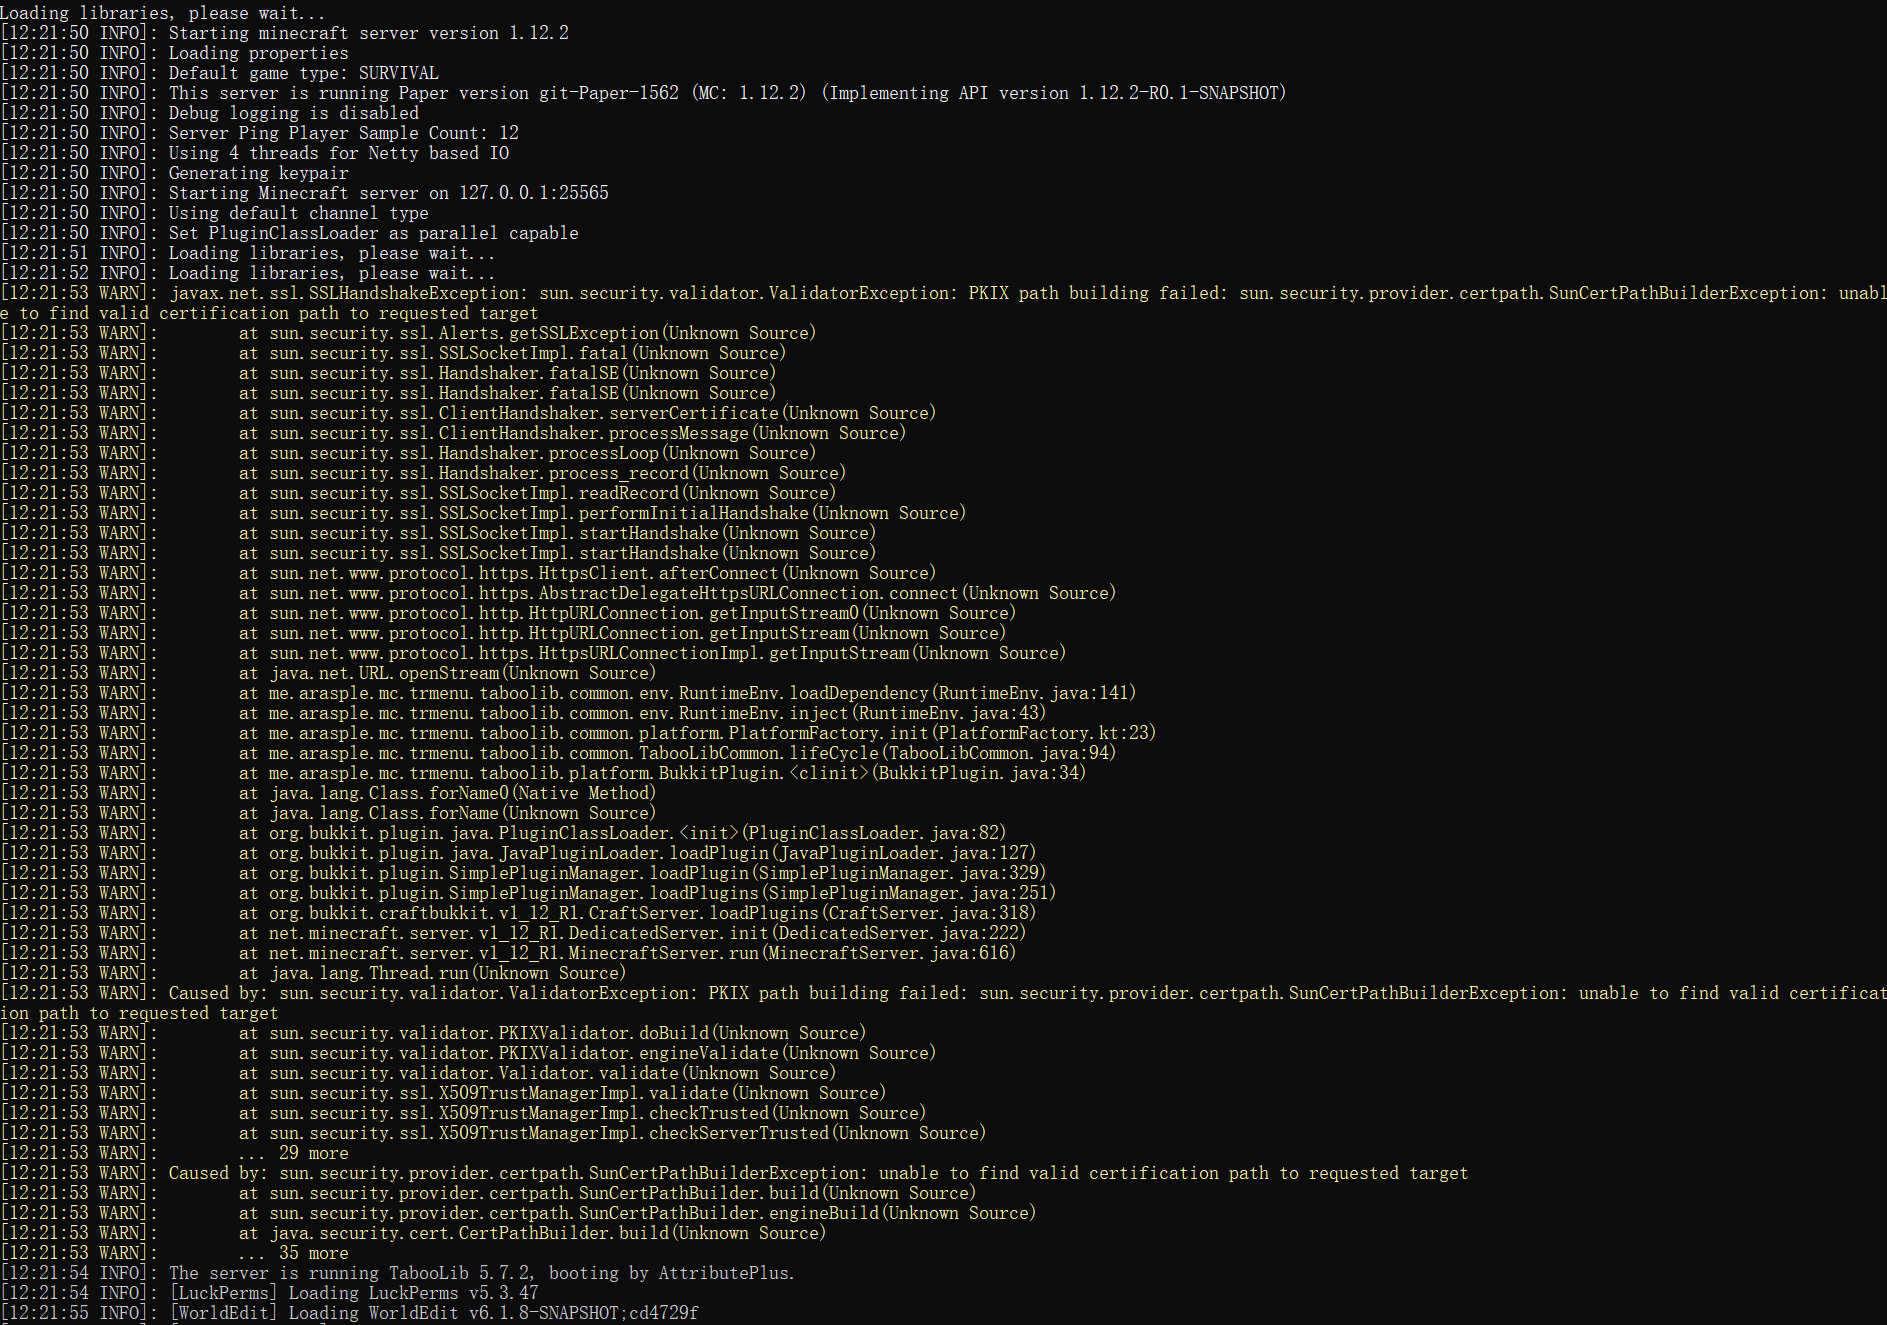 Loading libraries, please wait...
[12:21:50 INFO]: Starting minecraft server version 1.12.2
[12:21:50 INFO]: Loading properties
[12:21:50 INFO]: Default game type: SURVIVAL
[12:21:50 INFO]: This server is running Paper version git-Paper-1562 (MC: 1.12.2) (Implementing API version 1.12.2-R0.1-SNAPSHOT)
[12:21:50 INFO]: Debug logging is disabled
[12:21:50 INFO]: Server Ping Player Sample Count: 12
[12:21:50 INFO]: Using 4 threads for Netty based IO
[12:21:50 INFO]: Generating keypair
[12:21:50 INFO]: Starting Minecraft server on 127.0.0.1:25565
[12:21:50 INFO]: Using default channel type
[12:21:50 INFO]: Set PluginClassLoader as parallel capable
[12:21:51 INFO]: Loading libraries, please wait...
[12:21:52 INFO]: Loading libraries, please wait...
[12:21:53 WARN]: javax.net.ssl.SSLHandshakeException: sun.security.validator.ValidatorException: PKIX path building failed: sun.security.provider.certpath.SunCertPathBuilderException: unabl
e to find valid certification path to requested target
[12:21:53 WARN]: at sun.security.ssl.Alerts.getSSLException(Unknown Source)
[12:21:53 WARN]: at sun.security.ssl.SSLSocketImpl.fatal(Unknown Source)
[12:21:53 WARN]: at sun.security.ssl.Handshaker.fatalSE(Unknown Source)
[12:21:53 WARN]: at sun.security.ssl.Handshaker.fatalSE(Unknown Source)
[12:21:53 WARN]: at sun.security.ssl.ClientHandshaker.serverCertificate(Unknown Source)
[12:21:53 WARN]: at sun.security.ssl.ClientHandshaker.processMessage(Unknown Source)
[12:21:53 WARN]: at sun.security.ssl.Handshaker.processLoop(Unknown Source)
[12:21:53 WARN]: at sun.security.ssl.Handshaker.process_record(Unknown Source)
[12:21:53 WARN]: at sun.security.ssl.SSLSocketImpl.readRecord(Unknown Source)
[12:21:53 WARN]: at sun.security.ssl.SSLSocketImpl.performInitialHandshake(Unknown Source)
[12:21:53 WARN]: at sun.security.ssl.SSLSocketImpl.startHandshake(Unknown Source)
[12:21:53 WARN]: at sun.security.ssl.SSLSocketImpl.startHandshake(Unknown Source)
[12:21:53 WARN]: at sun.net.www.protocol.https.HttpsClient.afterConnect(Unknown Source)
[12:21:53 WARN]: at sun.net.www.protocol.https.AbstractDelegateHttpsURLConnection.connect(Unknown Source)
[12:21:53 WARN]: at sun.net.www.protocol.http.HttpURLConnection.getInputStream0(Unknown Source)
[12:21:53 WARN]: at sun.net.www.protocol.http.HttpURLConnection.getInputStream(Unknown Source)
[12:21:53 WARN]: at sun.net.www.protocol.https.HttpsURLConnectionImpl.getInputStream(Unknown Source)
[12:21:53 WARN]: at java.net.URL.openStream(Unknown Source)
[12:21:53 WARN]: at me.arasple.mc.trmenu.taboolib.common.env.RuntimeEnv.loadDependency(RuntimeEnv.java:141)
[12:21:53 WARN]: at me.arasple.mc.trmenu.taboolib.common.env.RuntimeEnv.inject(RuntimeEnv.java:43)
[12:21:53 WARN]: at me.arasple.mc.trmenu.taboolib.common.platform.PlatformFactory.init(PlatformFactory.kt:23)
[12:21:53 WARN]: at me.arasple.mc.trmenu.taboolib.common.TabooLibCommon.lifeCycle(TabooLibCommon.java:94)
[12:21:53 WARN]: at me.arasple.mc.trmenu.taboolib.platform.BukkitPlugin.<clinit>(BukkitPlugin.java:34)
[12:21:53 WARN]: at java.lang.Class.forName0(Native Method)
[12:21:53 WARN]: at java.lang.Class.forName(Unknown Source)
[12:21:53 WARN]: at org.bukkit.plugin.java.PluginClassLoader.<init>(PluginClassLoader.java:82)
[12:21:53 WARN]: at org.bukkit.plugin.java.JavaPluginLoader.loadPlugin(JavaPluginLoader.java:127)
[12:21:53 WARN]: at org.bukkit.plugin.SimplePluginManager.loadPlugin(SimplePluginManager.java:329)
[12:21:53 WARN]: at org.bukkit.plugin.SimplePluginManager.loadPlugins(SimplePluginManager.java:251)
[12:21:53 WARN]: at org.bukkit.craftbukkit.v1_12_R1.CraftServer.loadPlugins(CraftServer.java:318)
[12:21:53 WARN]: at net.minecraft.server.v1_12_R1.DedicatedServer.init(DedicatedServer.java:222)
[12:21:53 WARN]: at net.minecraft.server.v1_12_R1.MinecraftServer.run(MinecraftServer.java:616)
[12:21:53 WARN]: at java.lang.Thread.run(Unknown Source)
[12:21:53 WARN]: Caused by: sun.security.validator.ValidatorException: PKIX path building failed: sun.security.provider.certpath.SunCertPathBuilderException: unable to find valid certificat
ion path to requested target
[12:21:53 WARN]: at sun.security.validator.PKIXValidator.doBuild(Unknown Source)
[12:21:53 WARN]: at sun.security.validator.PKIXValidator.engineValidate(Unknown Source)
[12:21:53 WARN]: at sun.security.validator.Validator.validate(Unknown Source)
[12:21:53 WARN]: at sun.security.ssl.X509TrustManagerImpl.validate(Unknown Source)
[12:21:53 WARN]: at sun.security.ssl.X509TrustManagerImpl.checkTrusted(Unknown Source)
[12:21:53 WARN]: at sun.security.ssl.X509TrustManagerImpl.checkServerTrusted(Unknown Source)
[12:21:53 WARN]: ... 29 more
[12:21:53 WARN]: Caused by: sun.security.provider.certpath.SunCertPathBuilderException: unable to find valid certification path to requested target
[12:21:53 WARN]: at sun.security.provider.certpath.SunCertPathBuilder.build(Unknown Source)
[12:21:53 WARN]: at sun.security.provider.certpath.SunCertPathBuilder.engineBuild(Unknown Source)
[12:21:53 WARN]: at java.security.cert.CertPathBuilder.build(Unknown Source)
[12:21:53 WARN]: ... 35 more
[12:21:54 INFO]: The server is running TabooLib 5.7.2, booting by AttributePlus.
[12:21:54 INFO]: [LuckPerms] Loading LuckPerms v5.3.47
[12:21:55 INFO]: [WorldEdit] Loading WorldEdit v6.1.8-SNAPSHOT;cd4729f